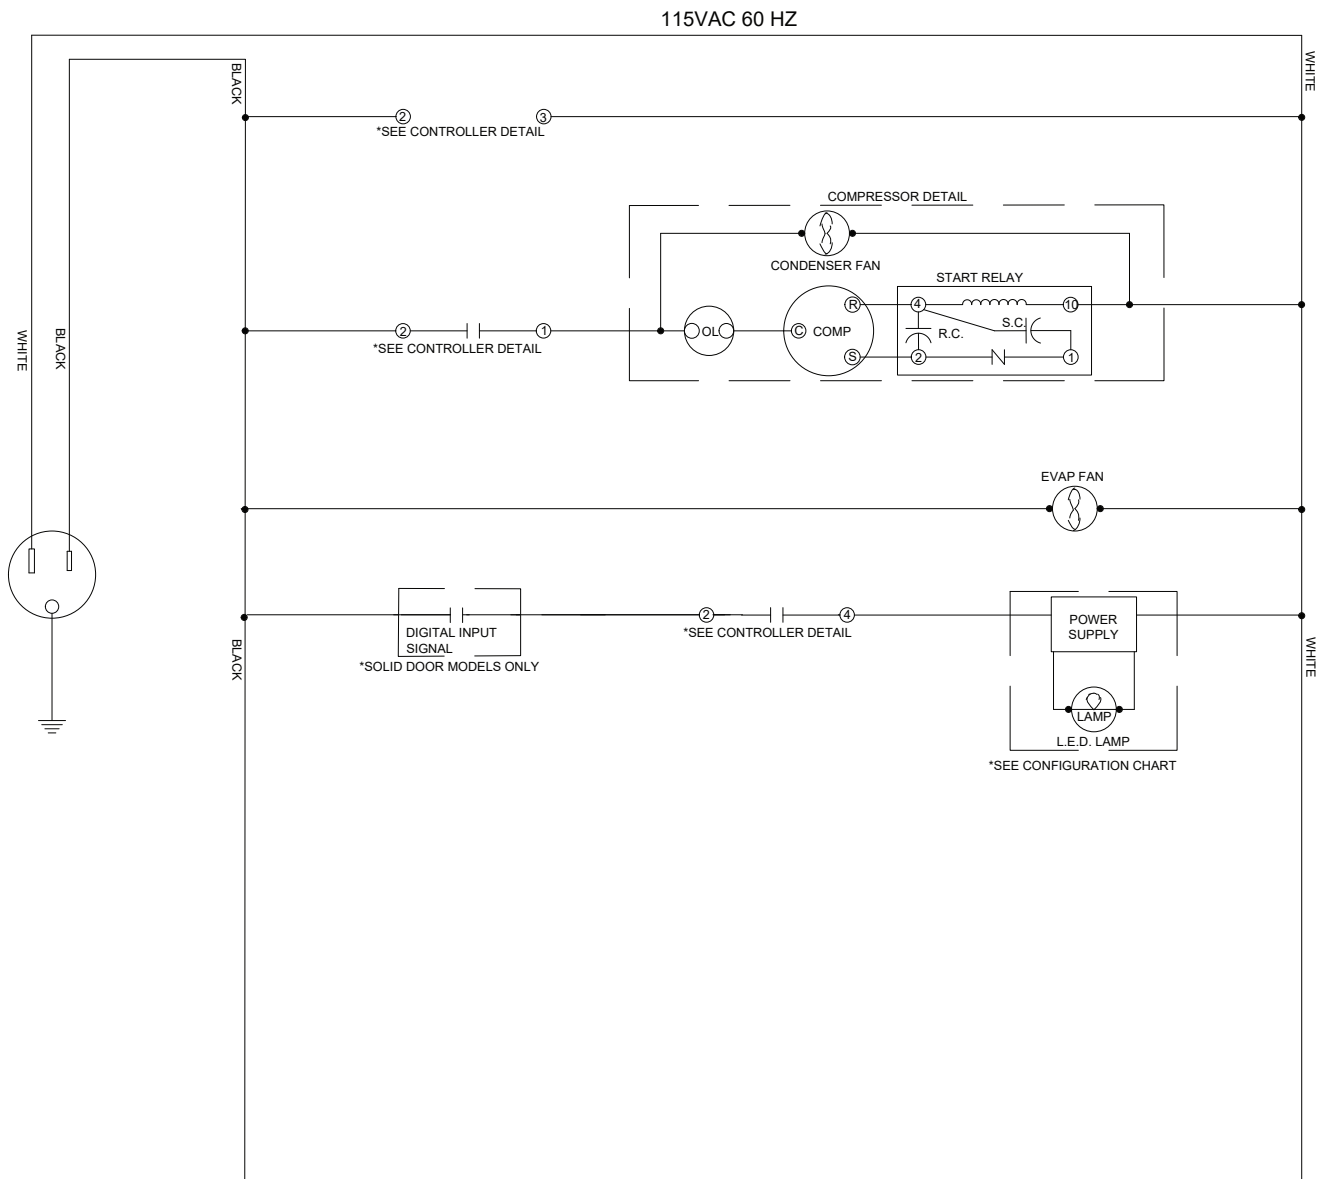 115VAC 60 HZ
BLACK
WHITE
2
3
*SEE CONTROLLER DETAIL
COMPRESSOR DETAIL
CONDENSER FAN
START RELAY
WHITE
BLACK
2
1
*SEE CONTROLLER DETAIL
OL
C COMP
R
S
4
10
R.C.
S.C.
2
N
1
EVAP FAN
DIGITAL INPUT
SIGNAL
*SOLID DOOR MODELS ONLY
2
4
*SEE CONTROLLER DETAIL
POWER
SUPPLY
LAMP
L.E.D. LAMP
*SEE CONFIGURATION CHART
BLACK
WHITE